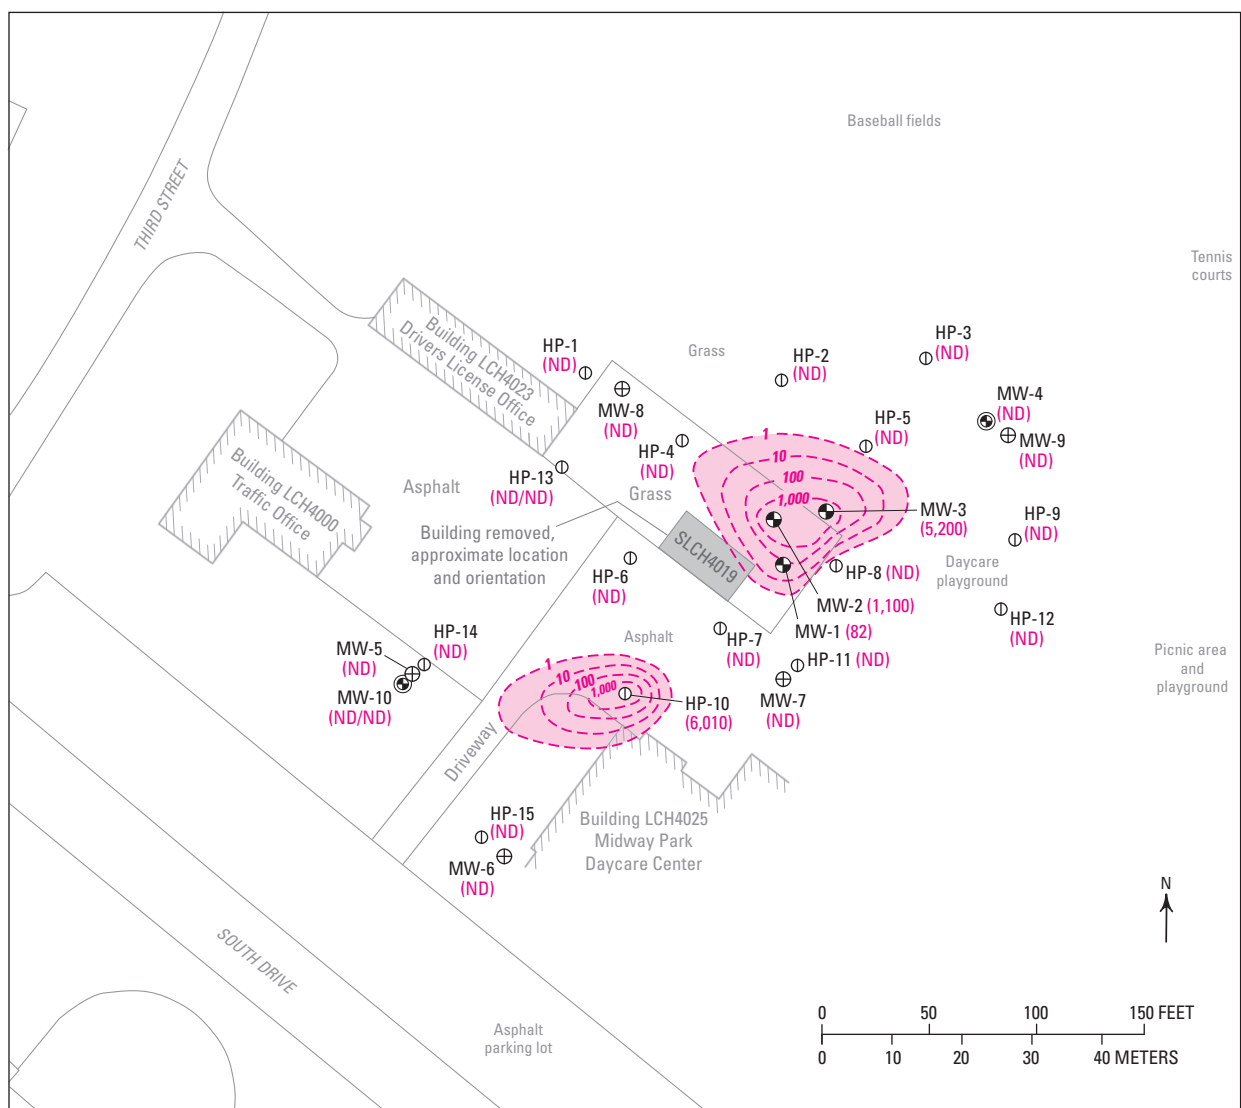 Baseball fields
THIRD STREET
Tennis
courts
Building LCH4023
Drivers License Office
HP-1
(ND)
Grass
HP-2
(ND)
HP-3
(ND)
MW-8
(ND)
MW-4
(ND)
MW-9
(ND)
HP-5
(ND)
HP-4
(ND)
1
10
100
1,000
Building LCH4000
Traffic Office
HP-13
(ND/ND)
Asphalt
Grass
Building removed,
approximate location
and orientation
SLCH4019
MW-3
(5,200)
HP-9
(ND)
Daycare
playground
HP-8 (ND)
HP-6
(ND)
MW-2 (1,100)
MW-1 (82)
HP-12
(ND)
HP-7
(ND)
Asphalt
HP-14
(ND)
MW-5
(ND)
MW-10
(ND/ND)
HP-11 (ND)
MW-7
(ND)
Picnic area
and
playground
1
10
100
1,000
HP-10
(6,010)
Driveway
HP-15
(ND)
MW-6
(ND)
Building LCH4025
Midway Park
Daycare Center
N
SOUTH DRIVE
Asphalt
parking lot
0 50 100 150 FEET
0 10 20 30 40 METERS